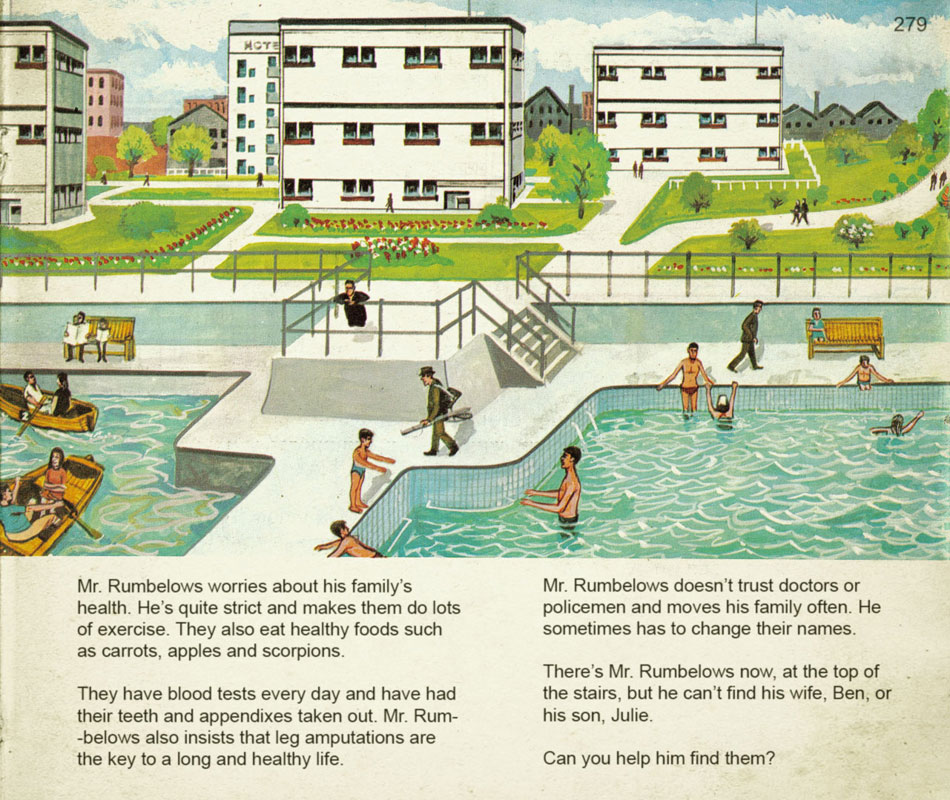 279
HOTE
Mr. Rumbelows worries about his family's
health. He's quite strict and makes them do lots
of exercise. They also eat healthy foods such
as carrots, apples and scorpions.
They have blood tests every day and have had
their teeth and appendixes taken out. Mr. Rum-
-belows also insists that leg amputations are
the key to a long and healthy life.
Mr. Rumbelows doesn't trust doctors or
policemen and moves his family often. He
sometimes has to change their names.
There's Mr. Rumbelows now, at the top of
the stairs, but he can't find his wife, Ben, or
his son, Julie.
Can you help him find them?
2